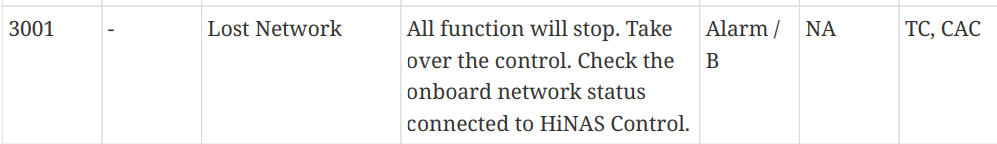 3001 - Lost Network All function will stop. Take Alarm / NA TC, CAC
over the control. Check the B
onboard network status
connected to HiNAS Control.